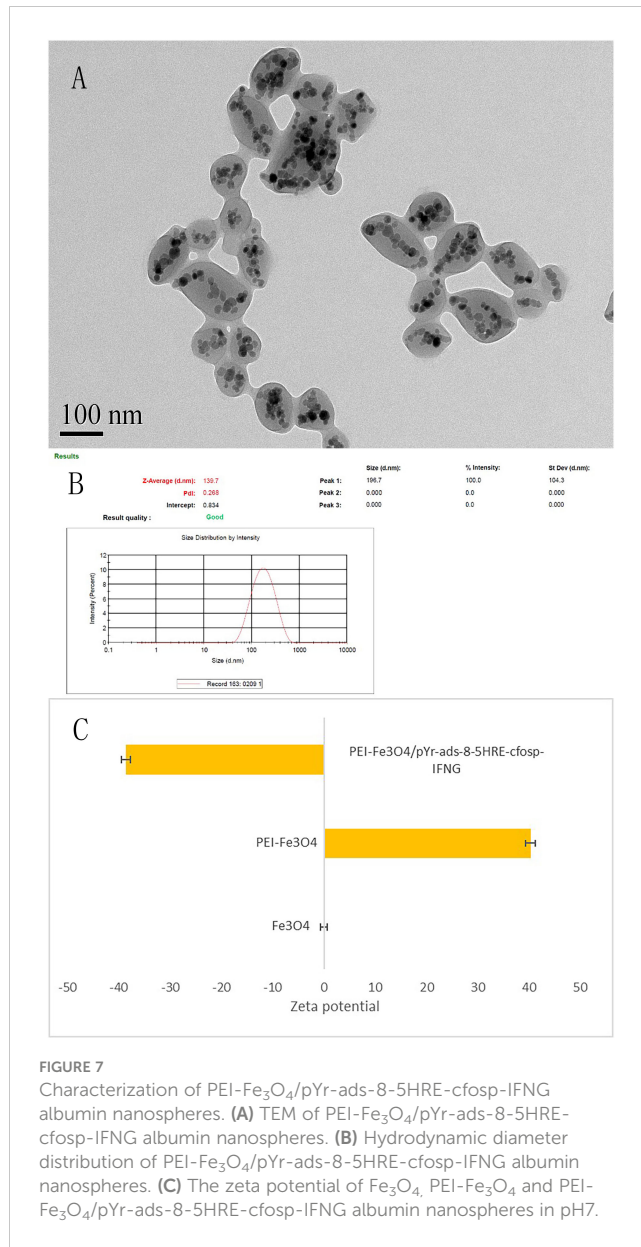 A
100 nm
Results
B
Size (d.nm): % Intensity: St Dev (d.nm):
Z-Average (d.nm): 139.7 Peak 1: 196.7 100.0 104.3
Pdl: 0.268 Peak 2: 0.000 0.0 0.000
Intercept: 0.834 Peak 3: 0.000 0.0 0.000
Result quality : Good
Size Distribution by Intensity
Intensity (Percent)
12
10
8
6
4
2
0
0.1 1 10 100 1000 10000
Size (d.nm)
Record 163: 0209 1
C
PEI-Fe3O4/pYr-ads-8-5HRE-cfosp-
IFNG
PEI-Fe3O4
Fe3O4
-50 -40 -30 -20 -10 0 10 20 30 40 50
Zeta potential
FIGURE 7
Characterization of PEI-Fe₃O₄/pYr-ads-8-5HRE-cfosp-IFNG
albumin nanospheres. (A) TEM of PEI-Fe₃O₄/pYr-ads-8-5HRE-
cfosp-IFNG albumin nanospheres. (B) Hydrodynamic diameter
distribution of PEI-Fe₃O₄/pYr-ads-8-5HRE-cfosp-IFNG albumin
nanospheres. (C) The zeta potential of Fe₃O₄, PEI-Fe₃O₄ and PEI-
Fe₃O₄/pYr-ads-8-5HRE-cfosp-IFNG albumin nanospheres in pH7.